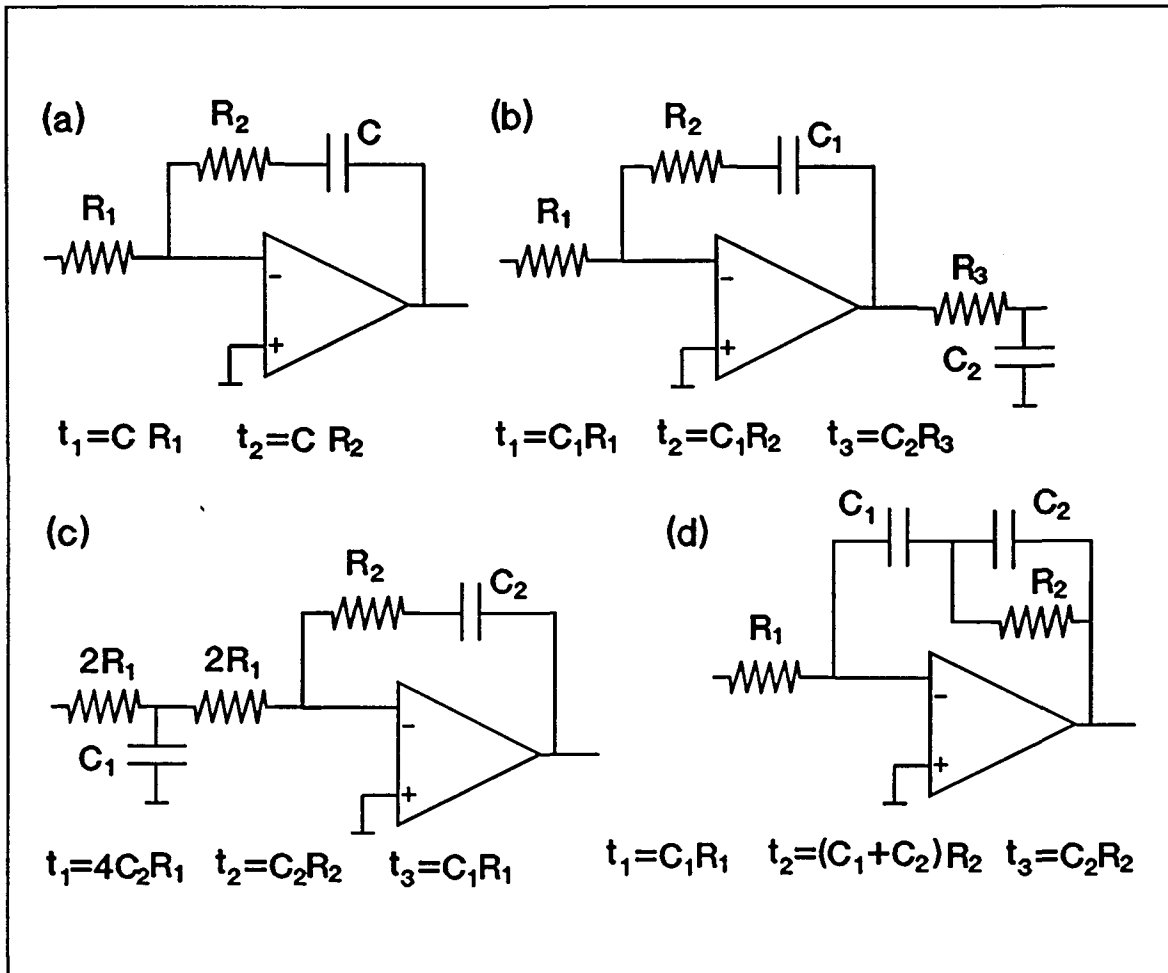 (a)
R₂
C
R₁
-
+
t₁=C R₁ t₂=C R₂
(b)
R₂
C₁
R₁
-
+
R₃
C₂
t₁=C₁R₁ t₂=C₁R₂ t₃=C₂R₃
(c)
R₂
C₂
2R₁ 2R₁
C₁
-
+
t₁=4C₂R₁ t₂=C₂R₂ t₃=C₁R₁
(d)
C₁ C₂
R₂
R₁
-
+
t₁=C₁R₁ t₂=(C₁+C₂)R₂ t₃=C₂R₂